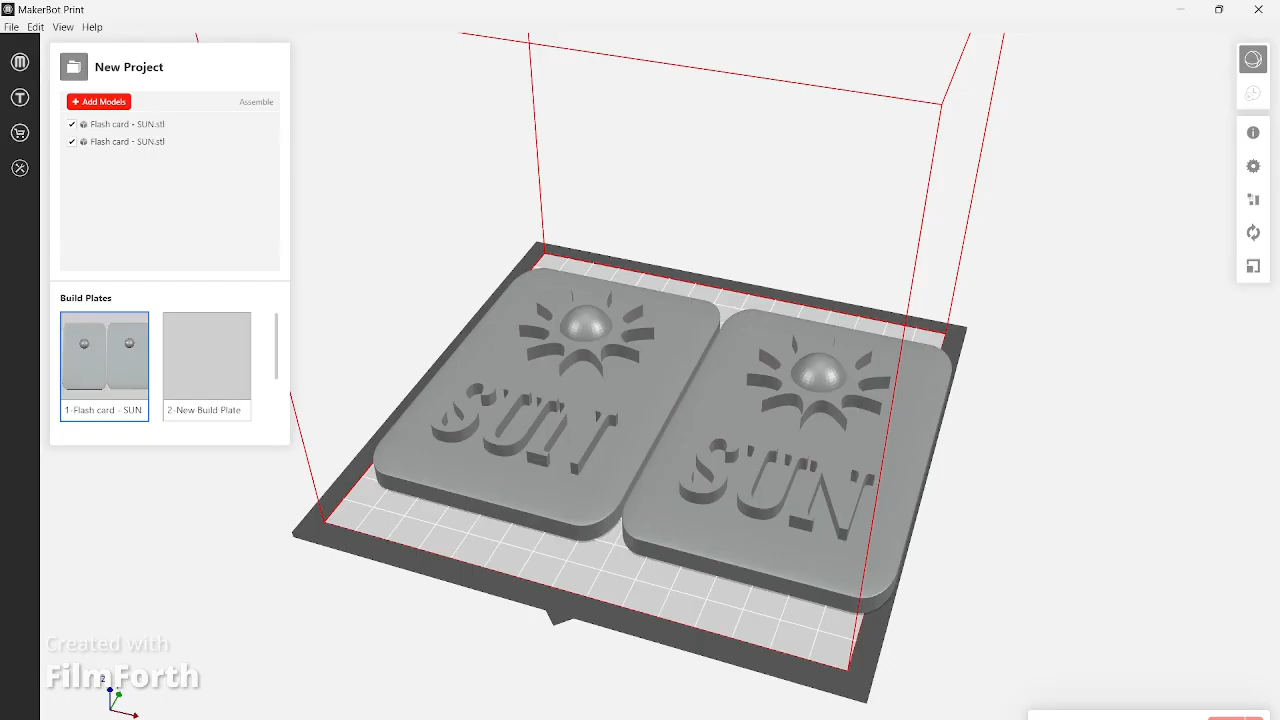 MakerBot Print
File Edit View Help
New Project
+ Add Models
Assemble
Flash card - SUN.stl
Flash card - SUN.stl
Build Plates
1-Flash card - SUN
2-New Build Plate
SUN
SUN
Created with
FilmForth
Z